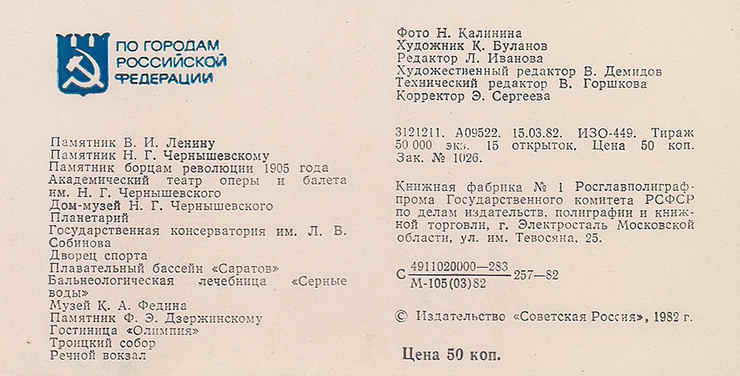 ПО ГОРОДАМ
РОССИЙСКОЙ
ФЕДЕРАЦИИ
Памятник В. И. Ленину
Памятник Н. Г. Чернышевскому
Памятник борцам революции 1905 года
Академический театр оперы и балета
им. Н. Г. Чернышевского
Дом-музей Н. Г. Чернышевского
Планетарий
Государственная консерватория им. Л. В.
Собинова
Дворец спорта
Плавательный бассейн «Саратов»
Бальнеологическая лечебница «Серные
воды»
Музей К. А. Федина
Памятник Ф. Э. Дзержинскому
Гостиница «Олимпия»
Троицкий собор
Речной вокзал
Фото Н. Калинина
Художник К. Буланов
Редактор Л. Иванова
Художественный редактор В. Демидов
Технический редактор В. Горшкова
Корректор Э. Сергеева
3121211. А09522. 15.03.82. ИЗО-449. Тираж
50 000 экз. 15 открыток. Цена 50 коп.
Зак. № 1026.
Книжная фабрика № 1 Росглавполиграф-
прома Государственного комитета РСФСР
по делам издательств, полиграфии и книж-
ной торговли, г. Электросталь Московской
области, ул. им. Тевосяна, 25.
С 4911020000—283 257—82
М-105(03)82
© Издательство «Советская Россия», 1982 г.
Цена 50 коп.